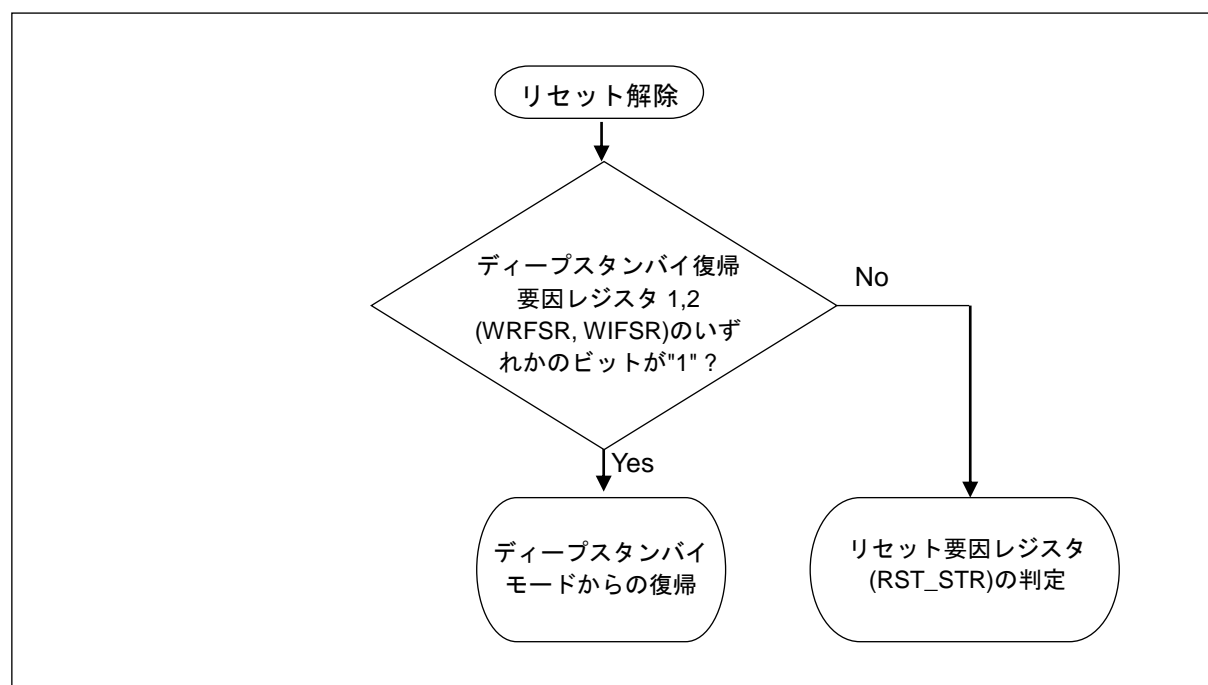 リセット解除
ディープスタンバイ復帰
要因レジスタ 1,2
(WRFSR, WIFSR)のいず
れかのビットが"1" ?
No
Yes
ディープスタンバイ
モードからの復帰
リセット要因レジスタ
(RST_STR)の判定